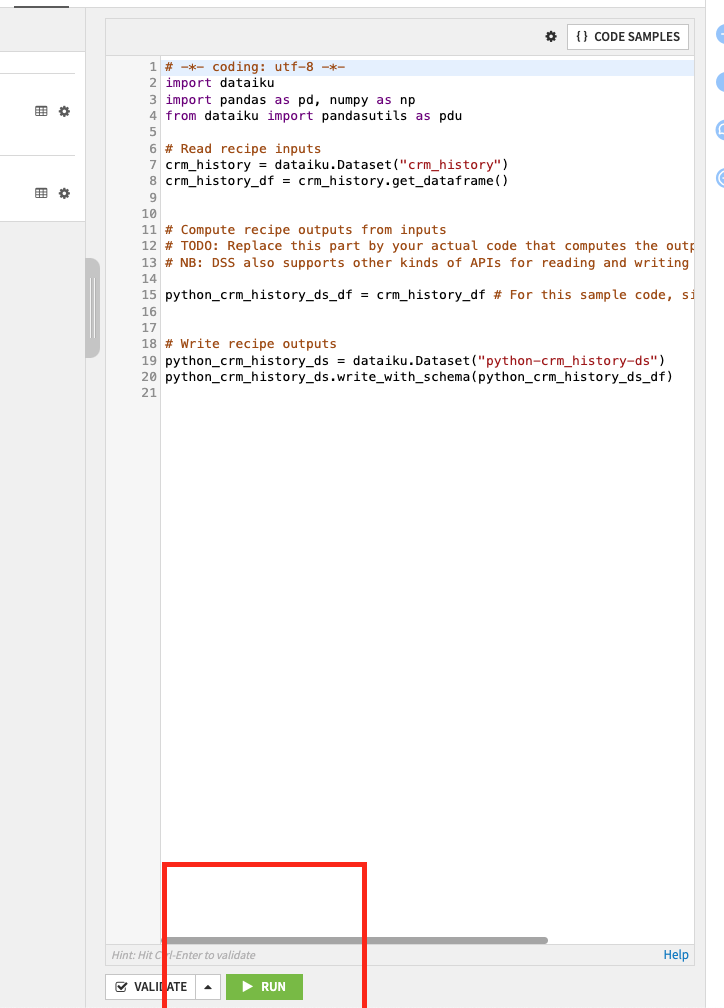 {} CODE SAMPLES
1 # -*- coding: utf-8 -*-
2 import dataiku
3 import pandas as pd, numpy as np
4 from dataiku import pandasutils as pdu
5
6 # Read recipe inputs
7 crm_history = dataiku.Dataset("crm_history")
8 crm_history_df = crm_history.get_dataframe()
9
10
11 # Compute recipe outputs from inputs
12 # TODO: Replace this part by your actual code that computes the outp
13 # NB: DSS also supports other kinds of APIs for reading and writing
14
15 python_crm_history_ds_df = crm_history_df # For this sample code, si
16
17
18 # Write recipe outputs
19 python_crm_history_ds = dataiku.Dataset("python-crm_history-ds")
20 python_crm_history_ds.write_with_schema(python_crm_history_ds_df)
21
Hint: Hit Ctrl-Enter to validate
Help
VALIDATE
RUN